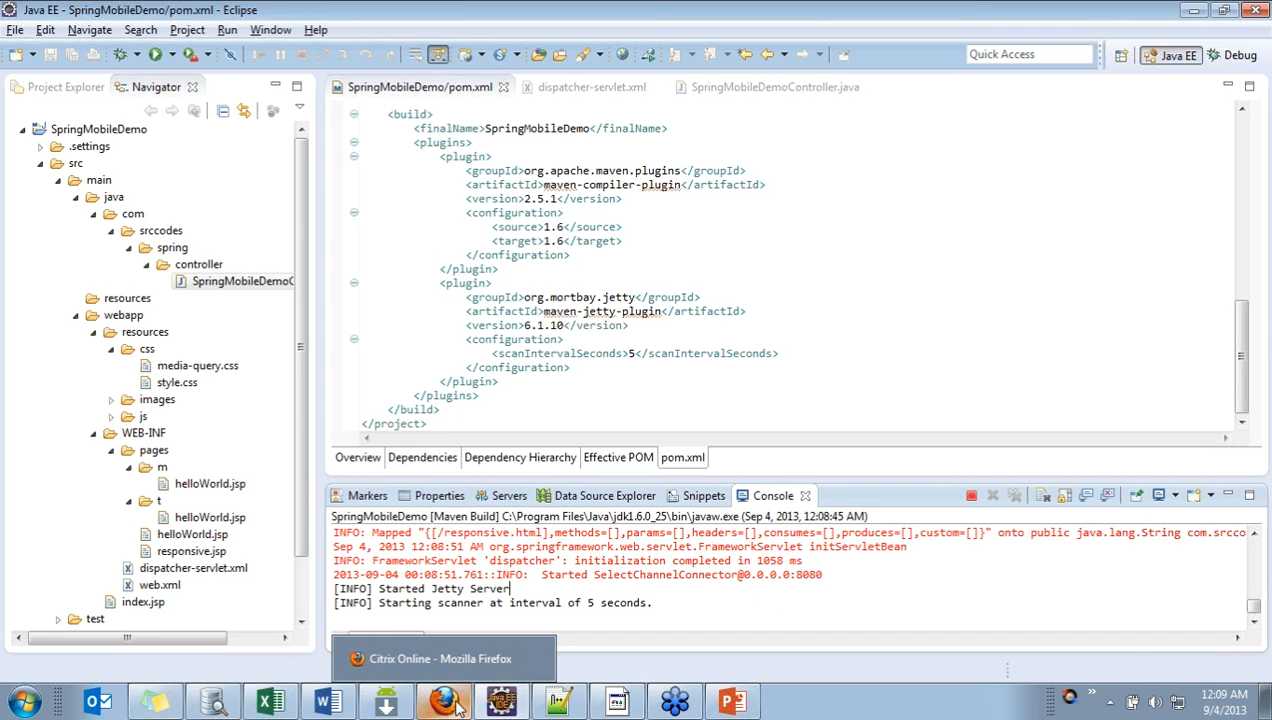 Java EE - SpringMobileDemo/pom.xml - Eclipse
File Edit Navigate Search Project Run Window Help
Quick Access
Java EE
Debug
Project Explorer
Navigator
SpringMobileDemo
.settings
src
main
java
com
srccodes
spring
controller
SpringMobileDemoC
resources
webapp
resources
css
media-query.css
style.css
images
js
WEB-INF
pages
m
helloWorld.jsp
t
helloWorld.jsp
helloWorld.jsp
responsive.jsp
dispatcher-servlet.xml
web.xml
index.jsp
test
SpringMobileDemo/pom.xml
dispatcher-servlet.xml
SpringMobileDemoController.java
<build>
<finalName>SpringMobileDemo</finalName>
<plugins>
<plugin>
<groupId>org.apache.maven.plugins</groupId>
<artifactId>maven-compiler-plugin</artifactId>
<version>2.5.1</version>
<configuration>
<source>1.6</source>
<target>1.6</target>
</configuration>
</plugin>
<plugin>
<groupId>org.mortbay.jetty</groupId>
<artifactId>maven-jetty-plugin</artifactId>
<version>6.1.10</version>
<configuration>
<scanIntervalSeconds>5</scanIntervalSeconds>
</configuration>
</plugin>
</plugins>
</build>
</project>
Overview Dependencies Dependency Hierarchy Effective POM pom.xml
Markers Properties Servers Data Source Explorer Snippets Console
SpringMobileDemo [Maven Build] C:\Program Files\Java\jdk1.6.0_25\bin\javaw.exe (Sep 4, 2013 12:08:45 AM)
INFO: Mapped "{[/responsive.html],methods=[],params=[],headers=[],consumes=[],produces=[],custom=[]}" onto public java.lang.String com.srcco
Sep 4, 2013 12:08:51 AM org.springframework.web.servlet.FrameworkServlet initServletBean
INFO: FrameworkServlet 'dispatcher': initialization completed in 1058 ms
2013-09-04 00:08:51.761::INFO:  Started SelectChannelConnector@0.0.0.0:8080
[INFO] Started Jetty Server
[INFO] Starting scanner at interval of 5 seconds.
Citrix Online - Mozilla Firefox
12:09 AM
9/4/2013